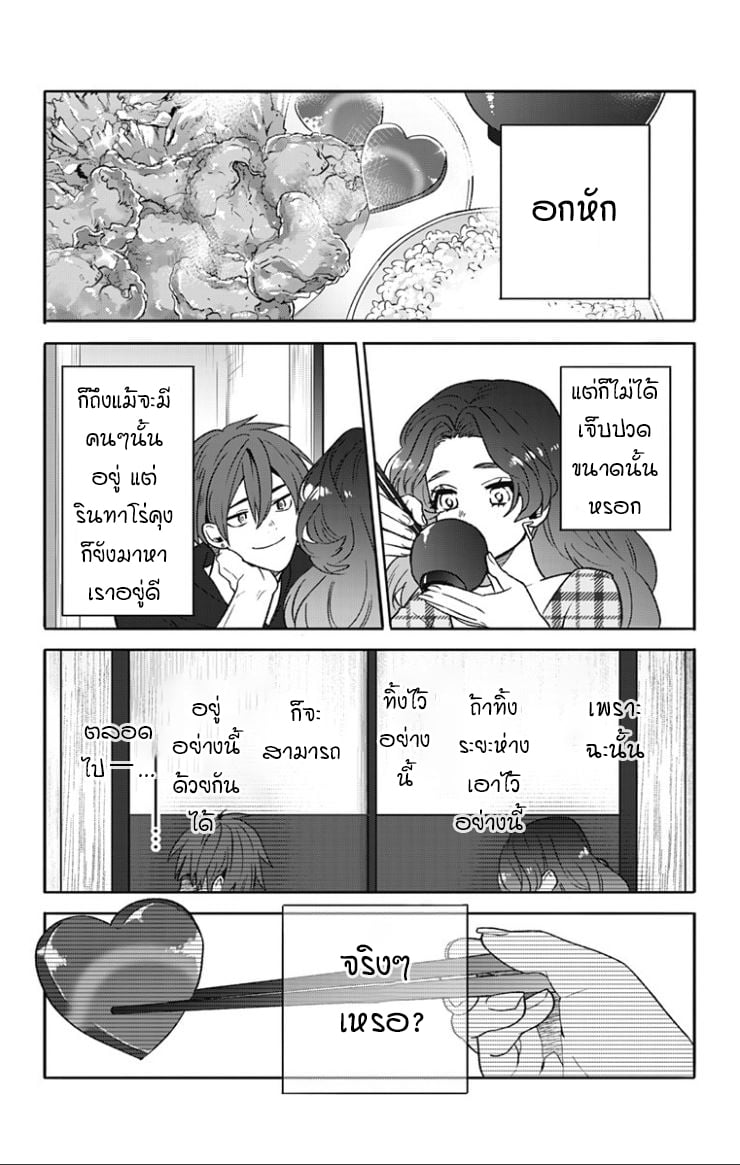 อกหัก
แต่ก็ไม่ได้
เจ็บปวด
ขนาดนั้น
หรอก
ก็ถึงแม้จะมี
คนๆนั้น
อยู่ แต่
รินทาโร่คุง
ก็ยังมาหา
เราอยู่ดี
เพราะ
ฉะนั้น
ถ้าทิ้ง
ระยะห่าง
เอาไว้
อย่างนี้
ทิ้งไว้
อย่าง
นี้
ก็จะ
สามารถ
อยู่
อย่างนี้
ด้วยกัน
ได้
ตลอด
ไป—...
จริงๆ
เหรอ?